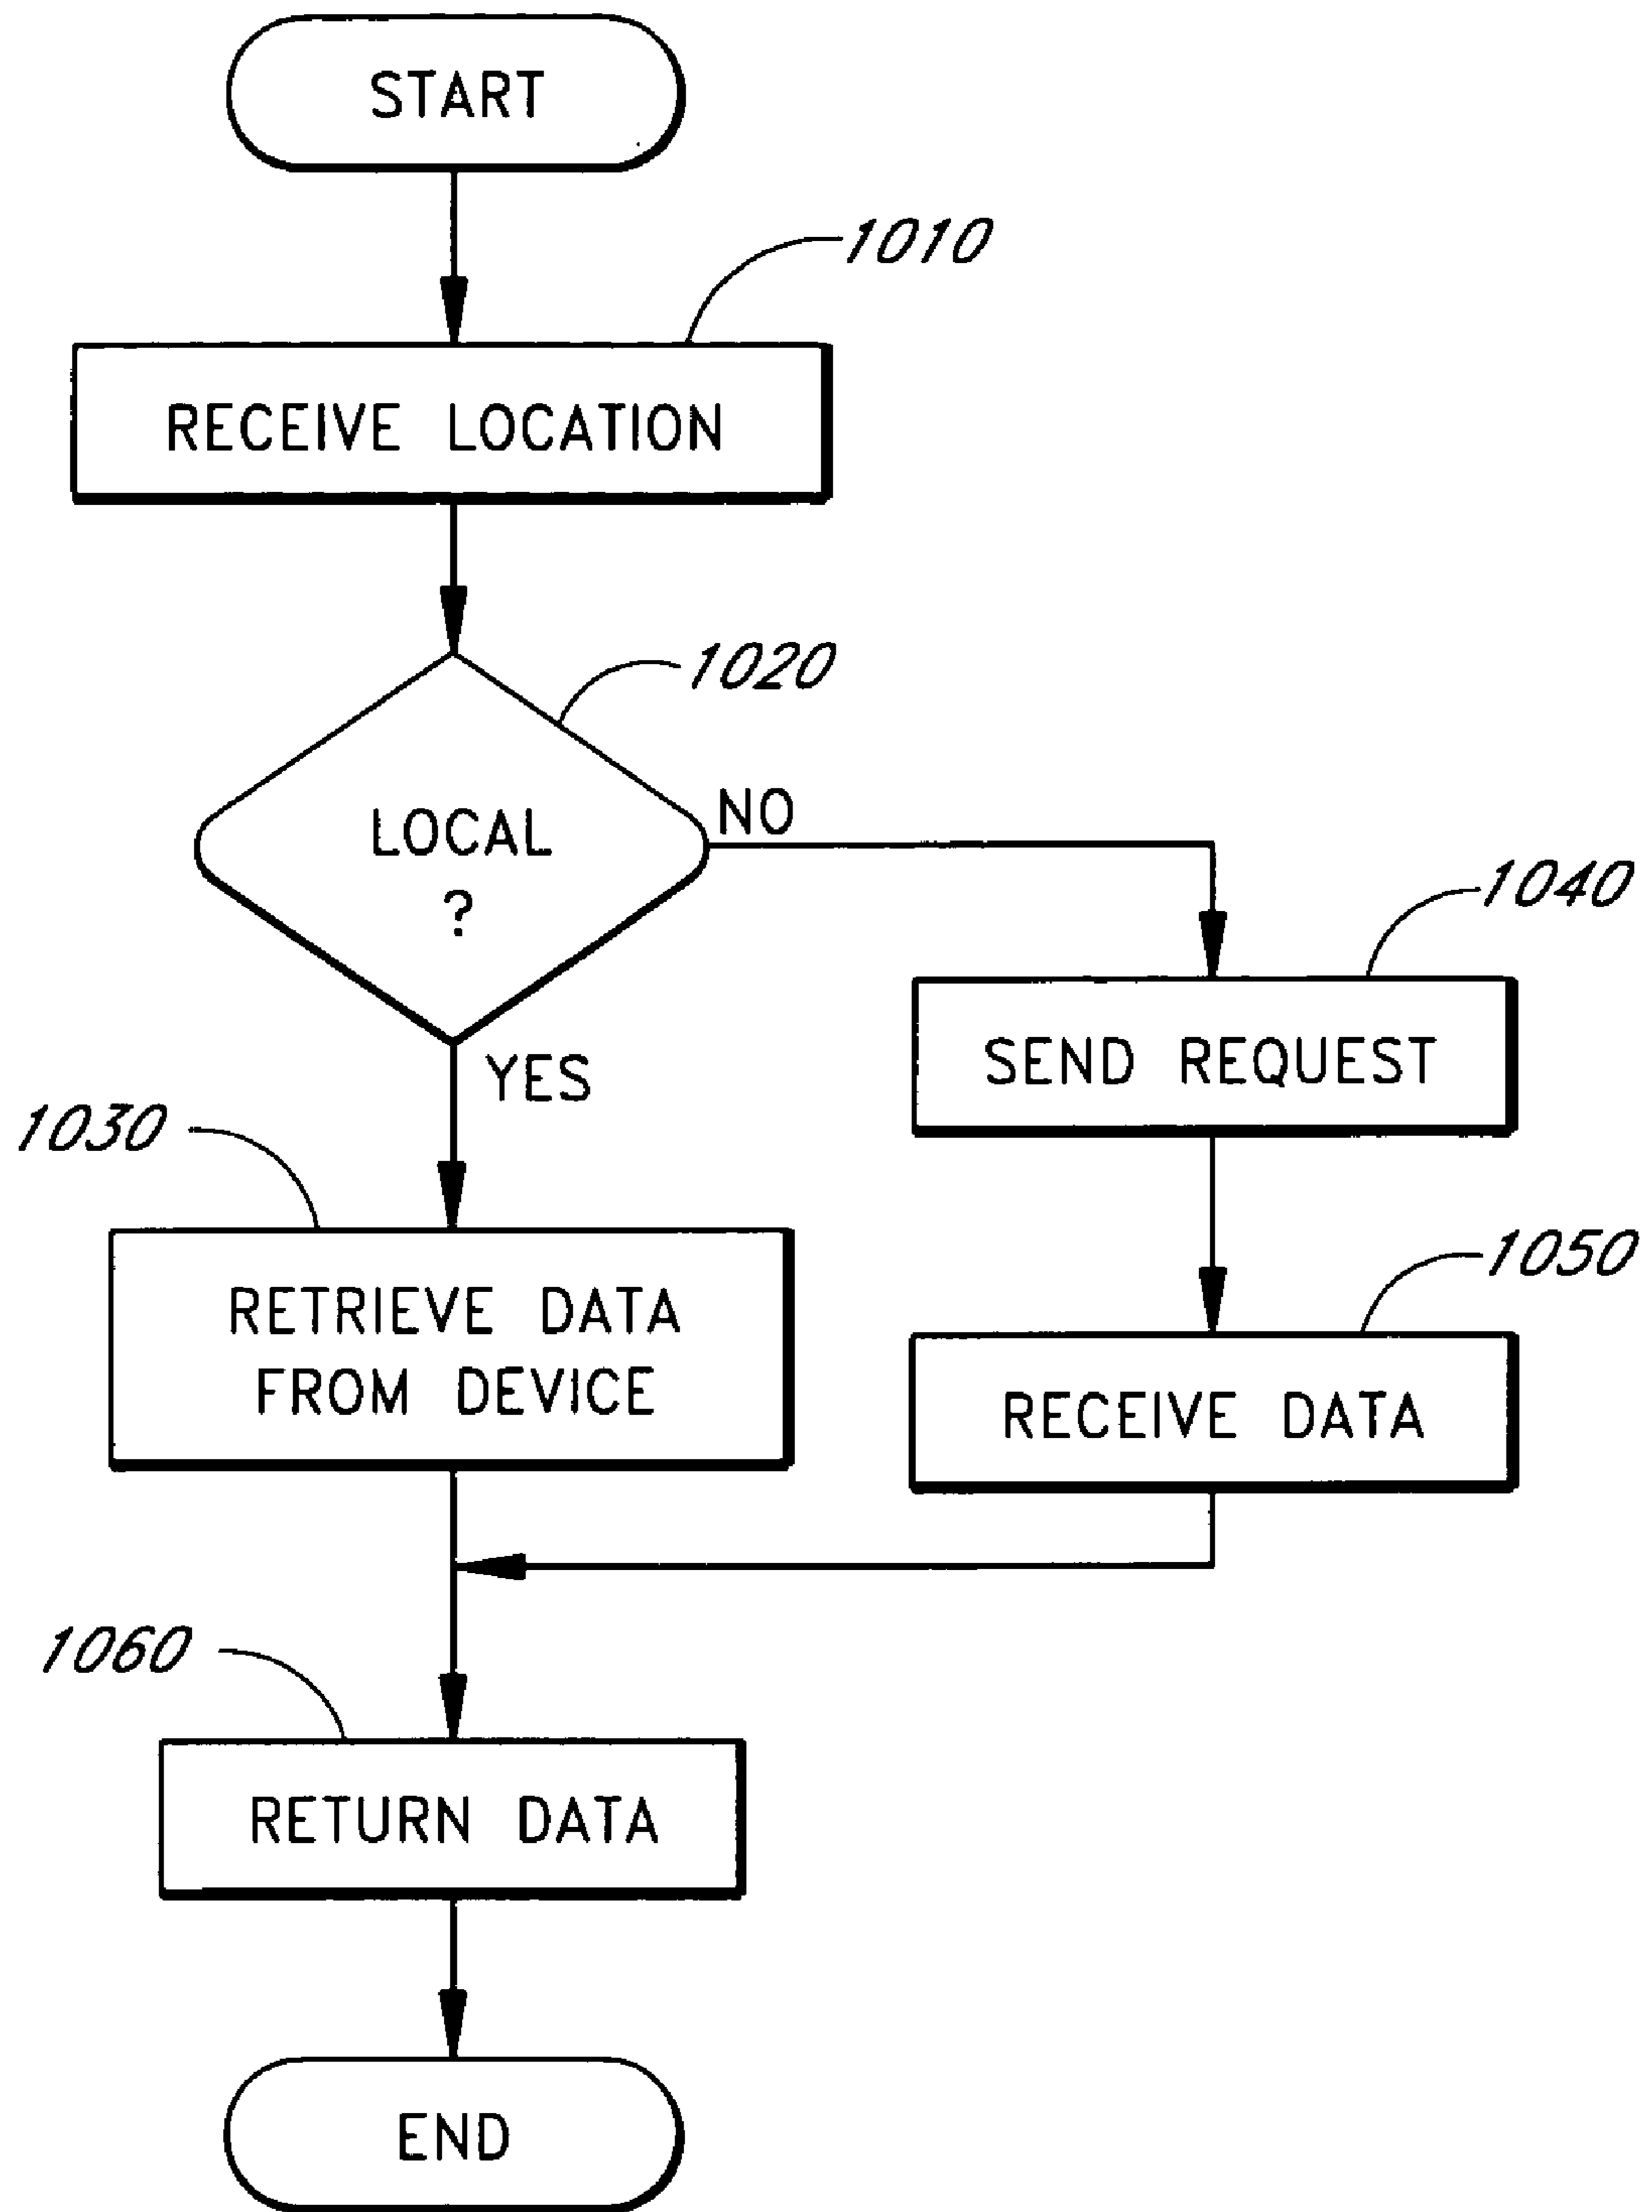 START
1010
RECEIVE LOCATION
1020
LOCAL
?
NO
YES
1040
SEND REQUEST
1030
RETRIEVE DATA
FROM DEVICE
1050
RECEIVE DATA
1060
RETURN DATA
END